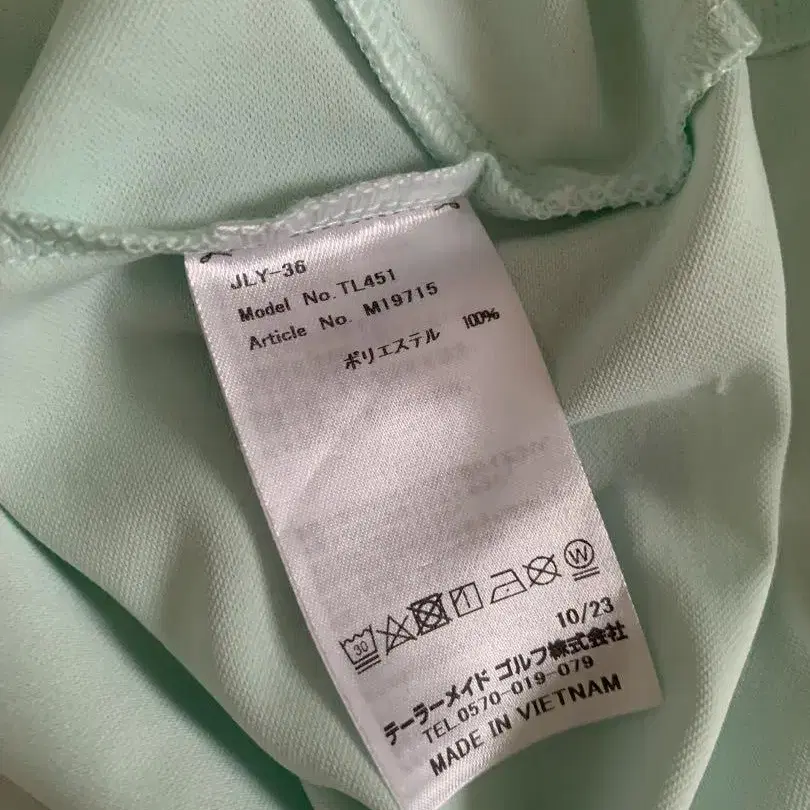 JLY-36
Model No. TL451
Article No. M19715
ポリエステル 100%
30
W
10/23
テーラーメイド ゴルフ株式会社
TEL.0570-019-079
MADE IN VIETNAM